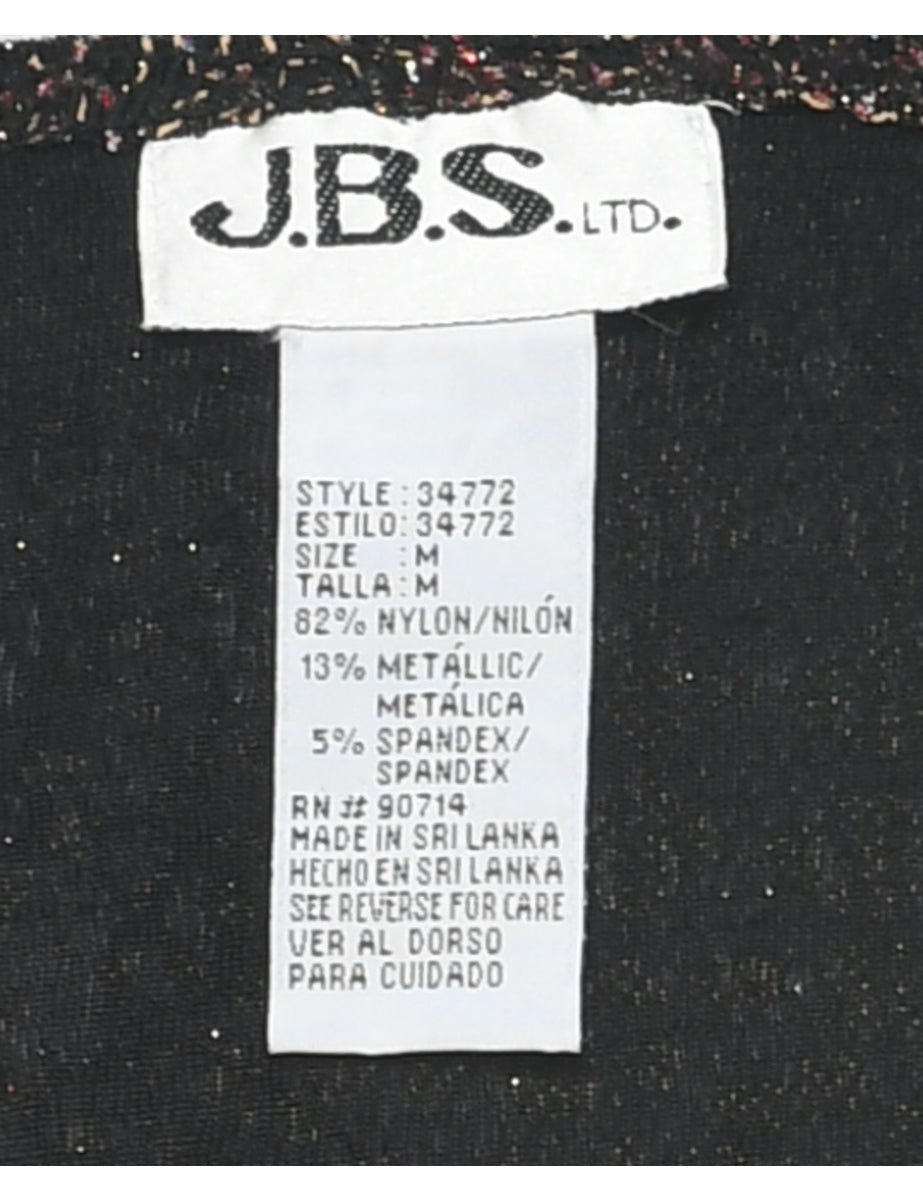 J.B.S. LTD.
STYLE : 34772
ESTILO: 34772
SIZE : M
TALLA : M
82% NYLON/NILÓN
13% METÁLLIC/
METÁLICA
5% SPANDEX/
SPANDEX
RN # 90714
MADE IN SRI LANKA
HECHO EN SRI LANKA
SEE REVERSE FOR CARE
VER AL DORSO
PARA CUIDADO